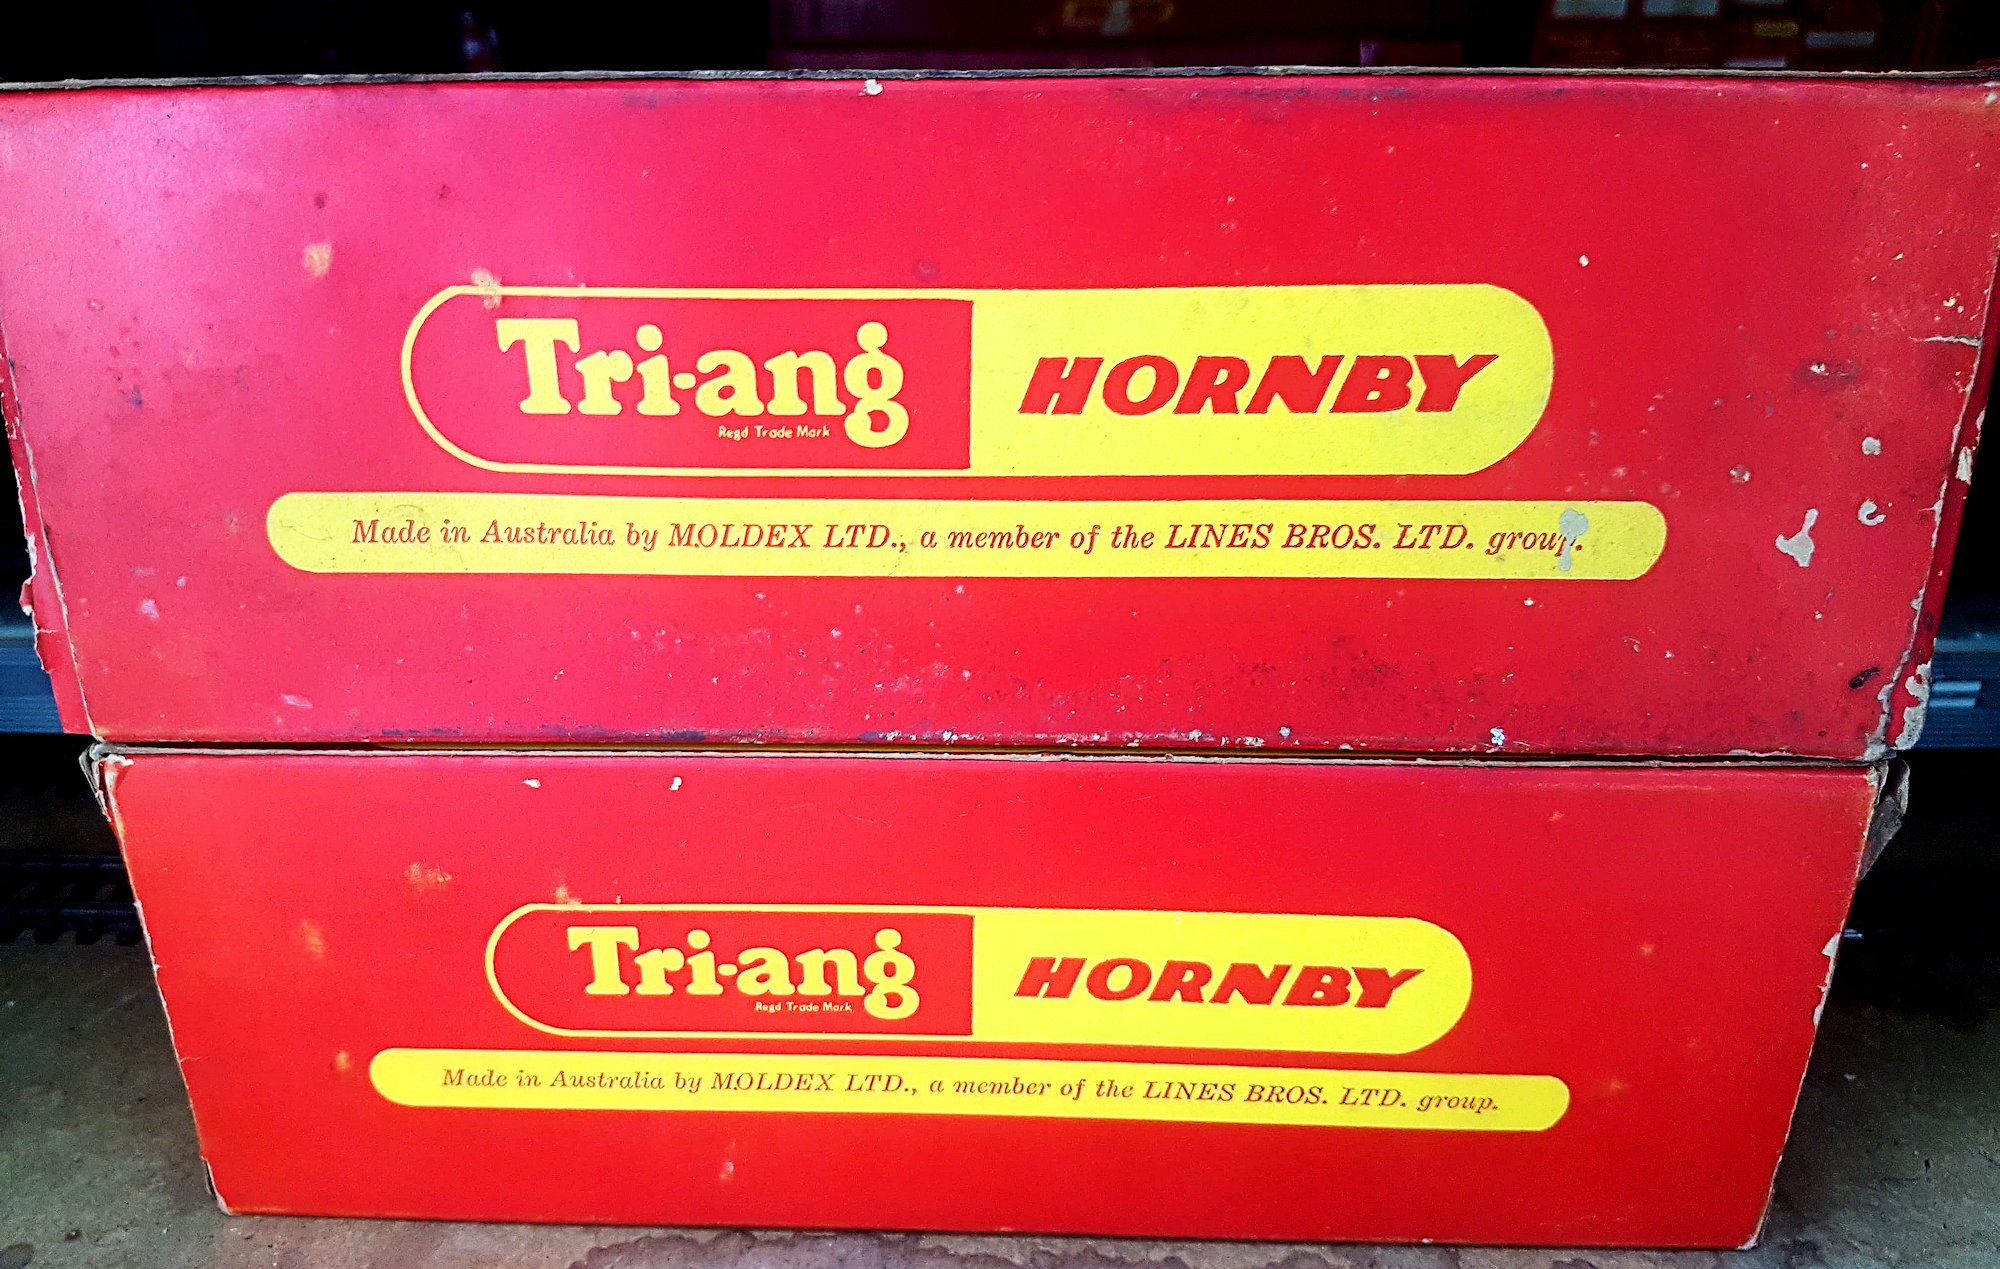 Tri-ang HORNBY
Regd Trade Mark
Made in Australia by MOLDEX LTD., a member of the LINES BROS. LTD. group.
Tri-ang HORNBY
Regd Trade Mark
Made in Australia by MOLDEX LTD., a member of the LINES BROS. LTD. group.